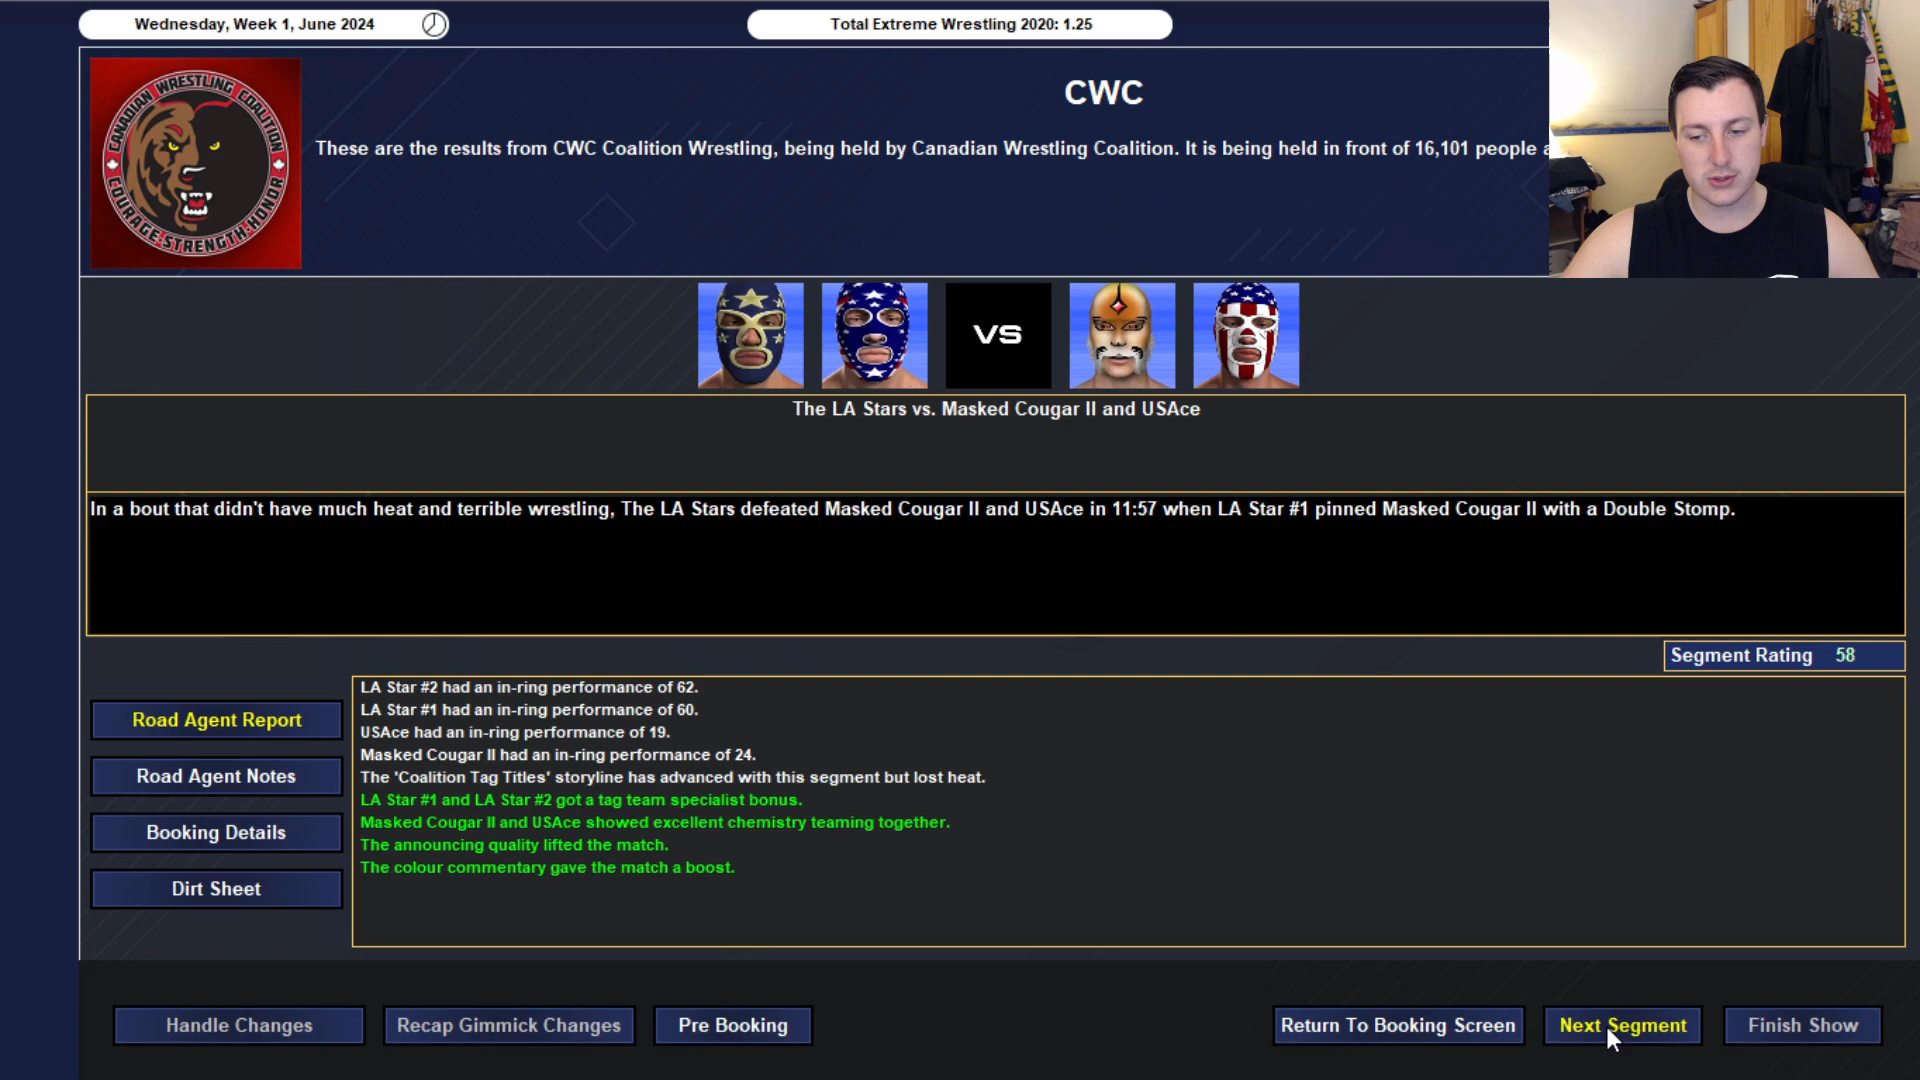 Wednesday, Week 1, June 2024
Total Extreme Wrestling 2020: 1.25
CANADIAN WRESTLING COALITION
COURAGE·STRENGTH·HONOR
CWC
These are the results from CWC Coalition Wrestling, being held by Canadian Wrestling Coalition. It is being held in front of 16,101 people
VS
The LA Stars vs. Masked Cougar II and USAce
In a bout that didn't have much heat and terrible wrestling, The LA Stars defeated Masked Cougar II and USAce in 11:57 when LA Star #1 pinned Masked Cougar II with a Double Stomp.
Segment Rating 58
Road Agent Report
Road Agent Notes
Booking Details
Dirt Sheet
LA Star #2 had an in-ring performance of 62.
LA Star #1 had an in-ring performance of 60.
USAce had an in-ring performance of 19.
Masked Cougar II had an in-ring performance of 24.
The 'Coalition Tag Titles' storyline has advanced with this segment but lost heat.
LA Star #1 and LA Star #2 got a tag team specialist bonus.
Masked Cougar II and USAce showed excellent chemistry teaming together.
The announcing quality lifted the match.
The colour commentary gave the match a boost.
Handle Changes
Recap Gimmick Changes
Pre Booking
Return To Booking Screen
Next Segment
Finish Show